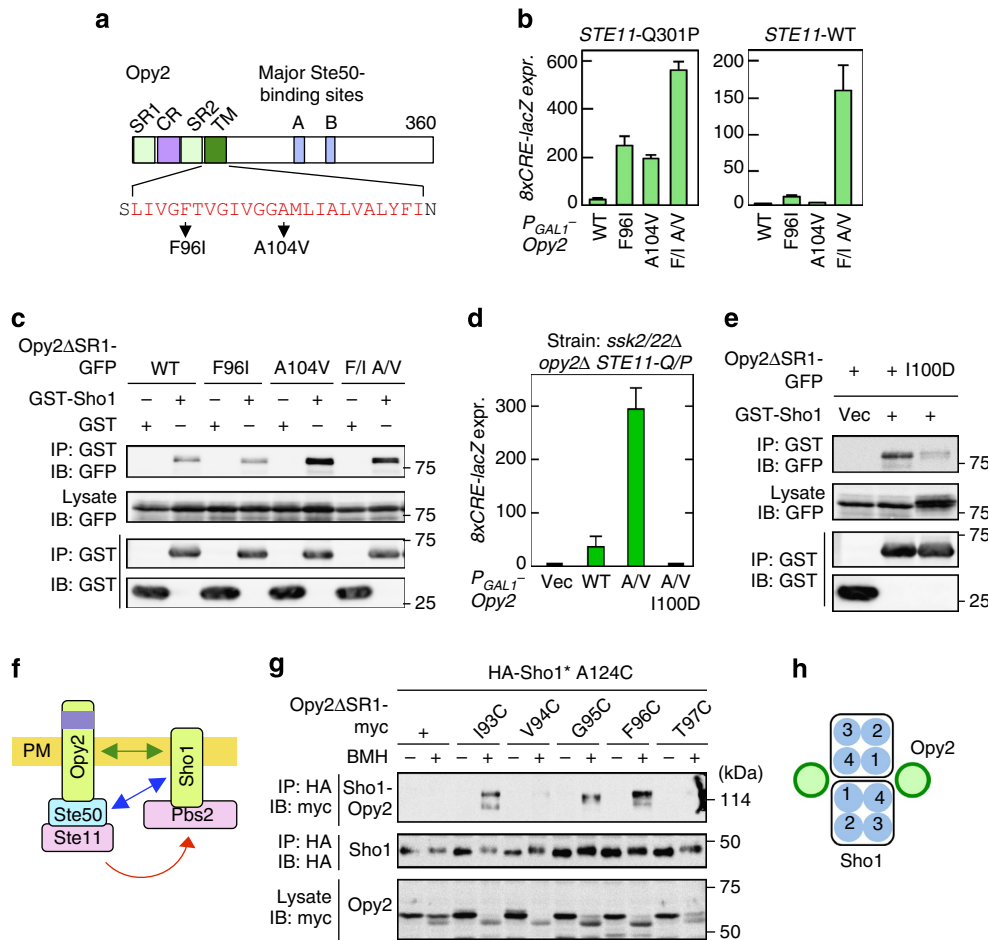 a
Opy2
Major Ste50-
binding sites
SR1 CR SR2 TM
A B 360
SLIVGFTVGIVGGAMLIALVALYFIN
F96I A104V
b
STE11-Q301P
8xCRE-lacZ expr.
600
400
200
0
PGAL1–
Opy2
WT F96I A104V F/I A/V
STE11-WT
8xCRE-lacZ expr.
200
150
100
50
0
WT F96I A104V F/I A/V
c
Opy2ΔSR1-
GFP
WT F96I A104V F/I A/V
GST-Sho1 – + – + – + – +
GST + – + – + – + –
IP: GST
IB: GFP
75
Lysate
IB: GFP
75
IP: GST
IB: GST
75
25
d
Strain: ssk2/22Δ
opy2Δ STE11-Q/P
8xCRE-lacZ expr.
300
200
100
0
PGAL1–
Opy2
Vec WT A/V A/V
I100D
e
Opy2ΔSR1-
GFP
+ + I100D
GST-Sho1 Vec + +
IP: GST
IB: GFP
75
Lysate
IB: GFP
75
IP: GST
IB: GST
75
25
f
PM
Opy2
Sho1
Ste50
Ste11
Pbs2
g
HA-Sho1* A124C
Opy2ΔSR1-
myc
+ I93C V94C G95C F96C T97C
BMH – + – + – + – + – + – +
(kDa)
IP: HA
IB: myc
Sho1-
Opy2
114
IP: HA
IB: HA
Sho1
50
Lysate
IB: myc
Opy2
75
50
h
3 2
4 1
1 4
2 3
Opy2
Sho1